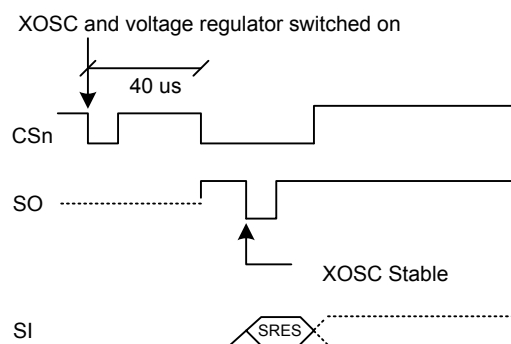 XOSC and voltage regulator switched on
40 us
CSn
SO
XOSC Stable
SI
SRES